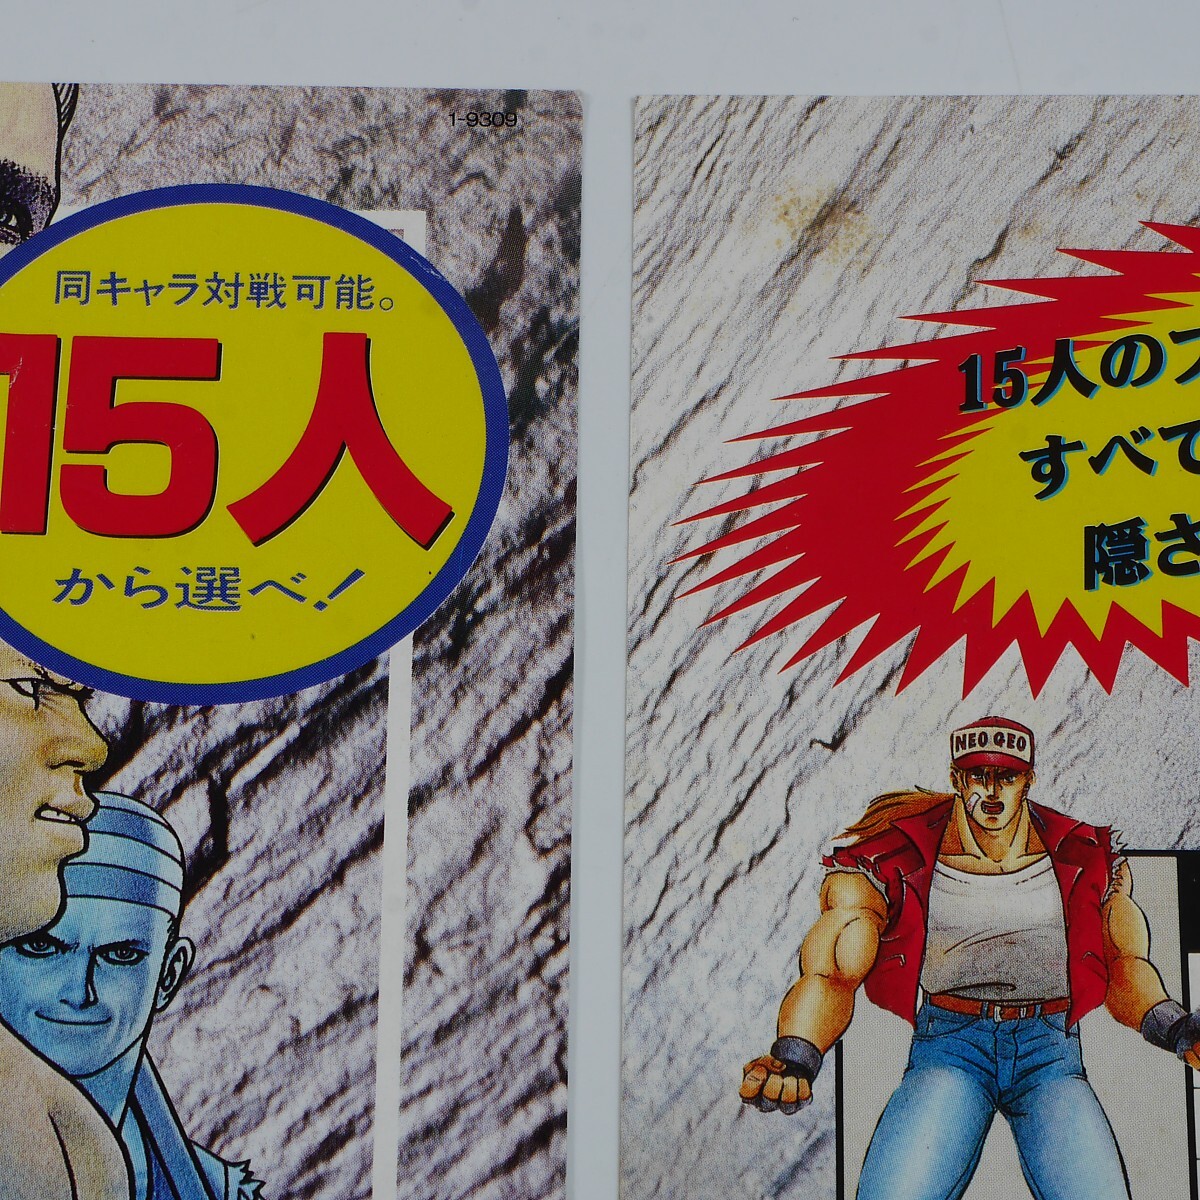 1-9309
同キャラ対戦可能。
15人
から選べ!
15人のス
すべて
隠さ
NEO GEO